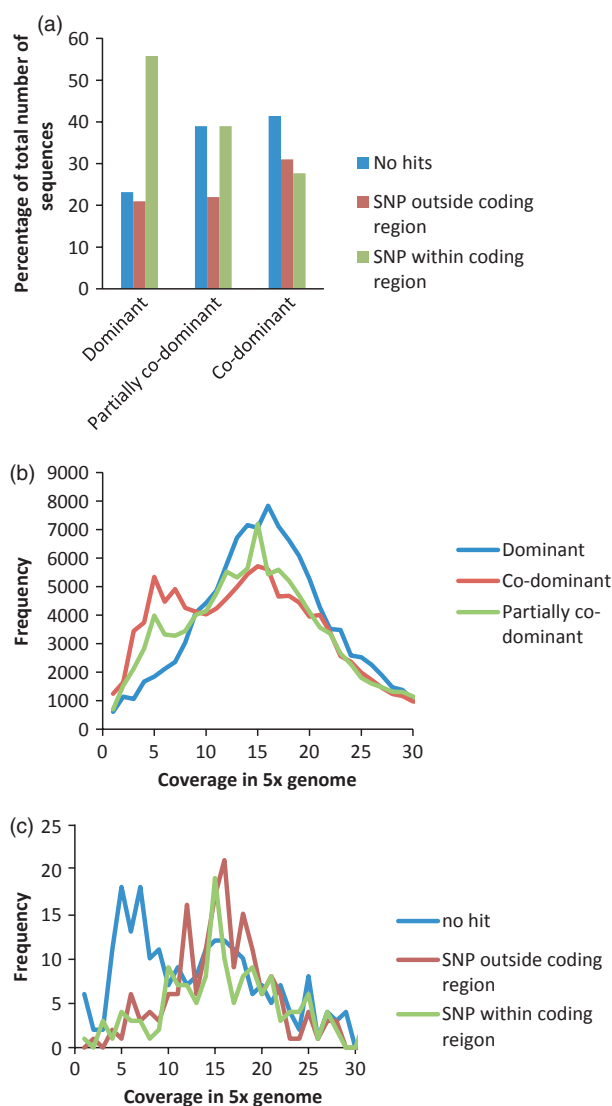 (a)
Percentage of total number of
sequences
60
50
40
30
20
10
0
Dominant
Partially co-dominant
Co-dominant
No hits
SNP outside coding
region
SNP within coding
region
(b)
Frequency
9000
8000
7000
6000
5000
4000
3000
2000
1000
0
0 5 10 15 20 25 30
Coverage in 5x genome
Dominant
Co-dominant
Partially co-
dominant
(c)
Frequency
25
20
15
10
5
0
0 5 10 15 20 25 30
Coverage in 5x genome
no hit
SNP outside coding
region
SNP within coding
reigon